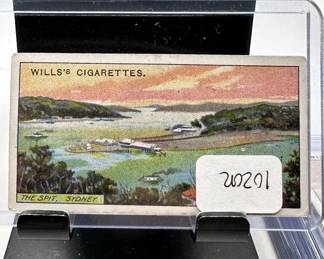 WILLS'S CIGARETTES.
20201
THE SPIT, SYDNEY.